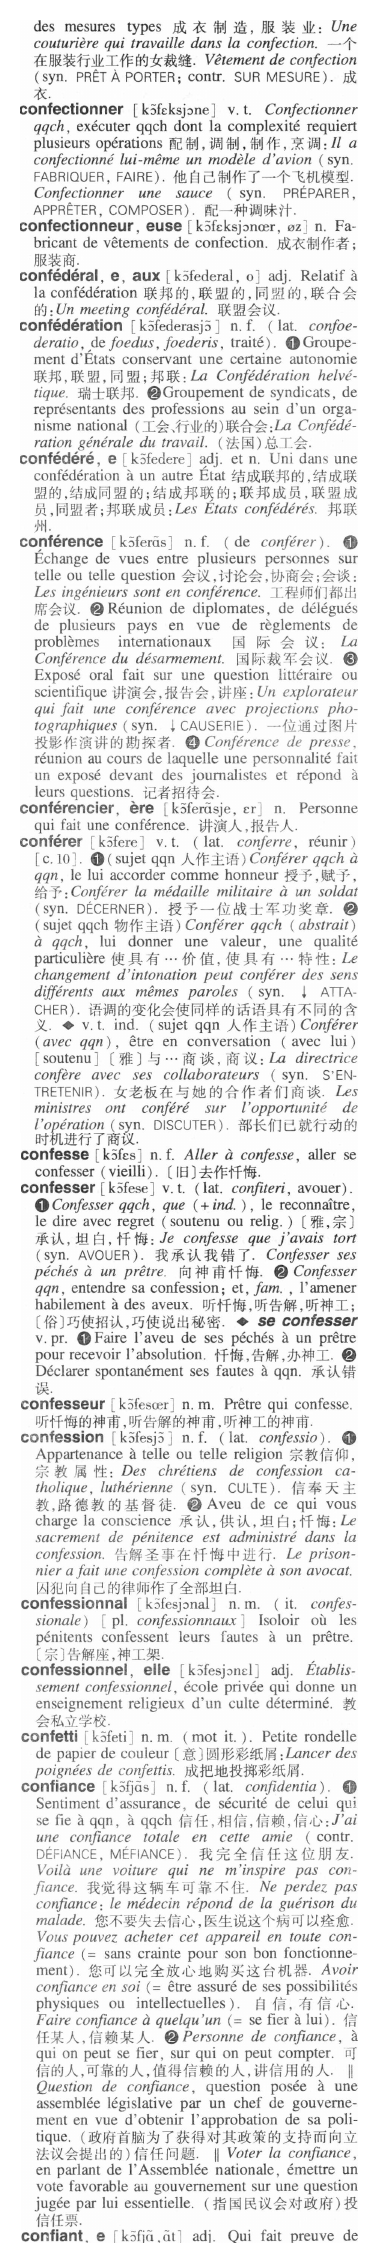 des mesures types 成衣制造,服装业: Une
couturière qui travaille dans la confection. 一个
在服装行业工作的女裁缝. Vêtement de confection
(syn. PRÊT À PORTER; contr. SUR MESURE). 成
衣.
confectionner [kɔ̃fɛksjɔne] v. t. Confectionner
qqch, exécuter qqch dont la complexité requiert
plusieurs opérations 配制,调制,制作,烹调: Il a
confectionné lui-même un modèle d'avion (syn.
FABRIQUER, FAIRE). 他自己制作了一个飞机模型.
Confectionner une sauce (syn. PRÉPARER,
APPRÊTER, COMPOSER). 配一种调味汁.
confectionneur, euse [kɔ̃fɛksjɔnœr, øz] n. Fa-
bricant de vêtements de confection. 成衣制作者;
服装商.
confédéral, e, aux [kɔ̃federal, o] adj. Relatif à
la confédération 联邦的,联盟的,同盟的,联合会
的: Un meeting confédéral. 联盟会议.
confédération [kɔ̃federasjɔ̃] n. f. (lat. confoe-
deratio, de foedus, foederis, traité). ❶ Groupe-
ment d'États conservant une certaine autonomie
联邦,联盟,同盟;邦联: La Confédération helvé-
tique. 瑞士联邦. ❷ Groupement de syndicats, de
représentants des professions au sein d'un orga-
nisme national (工会,行业的)联合会: La Confédé-
ration générale du travail. (法国)总工会.
confédéré, e [kɔ̃federe] adj. et n. Uni dans une
confédération à un autre État 结成联邦的,结成联
盟的,结成同盟的;结成邦联的;联邦成员,联盟成
员,同盟者;邦联成员: Les États confédérés. 邦联
州.
conférence [kɔ̃ferɑ̃s] n. f. (de conférer). ❶
Échange de vues entre plusieurs personnes sur
telle ou telle question 会议,讨论会,协商会;会谈:
Les ingénieurs sont en conférence. 工程师们都出
席会议. ❷ Réunion de diplomates, de délégués
de plusieurs pays en vue de règlements de
problèmes internationaux 国际会议: La
Conférence du désarmement. 国际裁军会议. ❸
Exposé oral fait sur une question littéraire ou
scientifique 讲演会,报告会,讲座: Un explorateur
qui fait une conférence avec projections pho-
tographiques (syn. ↓ CAUSERIE). 一位通过图片
投影作演讲的勘探者. ❹ Conférence de presse,
réunion au cours de laquelle une personnalité fait
un exposé devant des journalistes et répond à
leurs questions. 记者招待会.
conférencier, ère [kɔ̃ferɑ̃sje, ɛr] n. Personne
qui fait une conférence. 讲演人,报告人.
conférer [kɔ̃fere] v. t. (lat. conferre, réunir)
[c. 10]. ❶ (sujet qqn 人作主语) Conférer qqch à
qqn, le lui accorder comme honneur 授予,赋予,
给予: Conférer la médaille militaire à un soldat
(syn. DÉCERNER). 授予一位战士军功奖章. ❷
(sujet qqch 物作主语) Conférer qqch (abstrait)
à qqch, lui donner une valeur, une qualité
particulière 使具有…价值,使具有…特性: Le
changement d'intonation peut conférer des sens
différents aux mêmes paroles (syn. ↓ ATTA-
CHER). 语调的变化会使同样的话语具有不同的含
义. ◆ v. t. ind. (sujet qqn 人作主语) Conférer
(avec qqn), être en conversation (avec lui)
[soutenu] [雅]与…商谈,商议: La directrice
confère avec ses collaborateurs (syn. S'EN-
TRETENIR). 女老板在与她的合作者们商谈. Les
ministres ont conféré sur l'opportunité de
l'opération (syn. DISCUTER). 部长们已就行动的
时机进行了商议.
confesse [kɔ̃fɛs] n. f. Aller à confesse, aller se
confesser (vieilli). [旧]去作忏悔.
confesser [kɔ̃fese] v. t. (lat. confiteri, avouer).
❶ Confesser qqch, que (+ ind.), le reconnaître,
le dire avec regret (soutenu ou relig.) [雅,宗]
承认,坦白,忏悔: Je confesse que j'avais tort
(syn. AVOUER). 我承认我错了. Confesser ses
péchés à un prêtre. 向神甫忏悔. ❷ Confesser
qqn, entendre sa confession; et, fam., l'amener
habilement à des aveux. 听忏悔,听告解,听神工;
[俗]巧使招认,巧使说出秘密. ◆ se confesser
v. pr. ❶ Faire l'aveu de ses péchés à un prêtre
pour recevoir l'absolution. 忏悔,告解,办神工. ❷
Déclarer spontanément ses fautes à qqn. 承认错
误.
confesseur [kɔ̃fesœr] n. m. Prêtre qui confesse.
听忏悔的神甫,听告解的神甫,听神工的神甫.
confession [kɔ̃fesjɔ̃] n. f. (lat. confessio). ❶
Appartenance à telle ou telle religion 宗教信仰,
宗教属性: Des chrétiens de confession ca-
tholique, luthérienne (syn. CULTE). 信奉天主
教,路德教的基督徒. ❷ Aveu de ce qui vous
charge la conscience 承认,供认,坦白;忏悔: Le
sacrement de pénitence est administré dans la
confession. 告解圣事在忏悔中进行. Le prison-
nier a fait une confession complète à son avocat.
囚犯向自己的律师作了全部坦白.
confessionnal [kɔ̃fesjɔnal] n. m. (it. confes-
sionale) [pl. confessionnaux] Isoloir où les
pénitents confessent leurs fautes à un prêtre.
[宗]告解座,神工架.
confessionnel, elle [kɔ̃fesjɔnɛl] adj. Établis-
sement confessionnel, école privée qui donne un
enseignement religieux d'un culte déterminé. 教
会私立学校.
confetti [kɔ̃feti] n. m. (mot it.). Petite rondelle
de papier de couleur [意]圆形彩纸屑: Lancer des
poignées de confettis. 成把地投掷彩纸屑.
confiance [kɔ̃fjɑ̃s] n. f. (lat. confidentia). ❶
Sentiment d'assurance, de sécurité de celui qui
se fie à qqn, à qqch 信任,相信,信赖,信心: J'ai
une confiance totale en cette amie (contr.
DÉFIANCE, MÉFIANCE). 我完全信任这位朋友.
Voilà une voiture qui ne m'inspire pas con-
fiance. 我觉得这辆车可靠不住. Ne perdez pas
confiance: le médecin répond de la guérison du
malade. 您不要失去信心,医生说这个病可以痊愈.
Vous pouvez acheter cet appareil en toute con-
fiance (= sans crainte pour son bon fonctionne-
ment). 您可以完全放心地购买这台机器. Avoir
confiance en soi (= être assuré de ses possibilités
physiques ou intellectuelles). 自信,有信心.
Faire confiance à quelqu'un (= se fier à lui). 信
任某人,信赖某人. ❷ Personne de confiance, à
qui on peut se fier, sur qui on peut compter. 可
信的人,可靠的人,值得信赖的人,讲信用的人. ‖
Question de confiance, question posée à une
assemblée législative par un chef de gouverne-
ment en vue d'obtenir l'approbation de sa poli-
tique. (政府首脑为了获得对其政策的支持而向立
法议会提出的)信任问题. ‖ Voter la confiance,
en parlant de l'Assemblée nationale, émettre un
vote favorable au gouvernement sur une question
jugée par lui essentielle. (指国民议会对政府)投
信任票.
confiant, e [kɔ̃fjɑ̃, ɑ̃t] adj. Qui fait preuve de